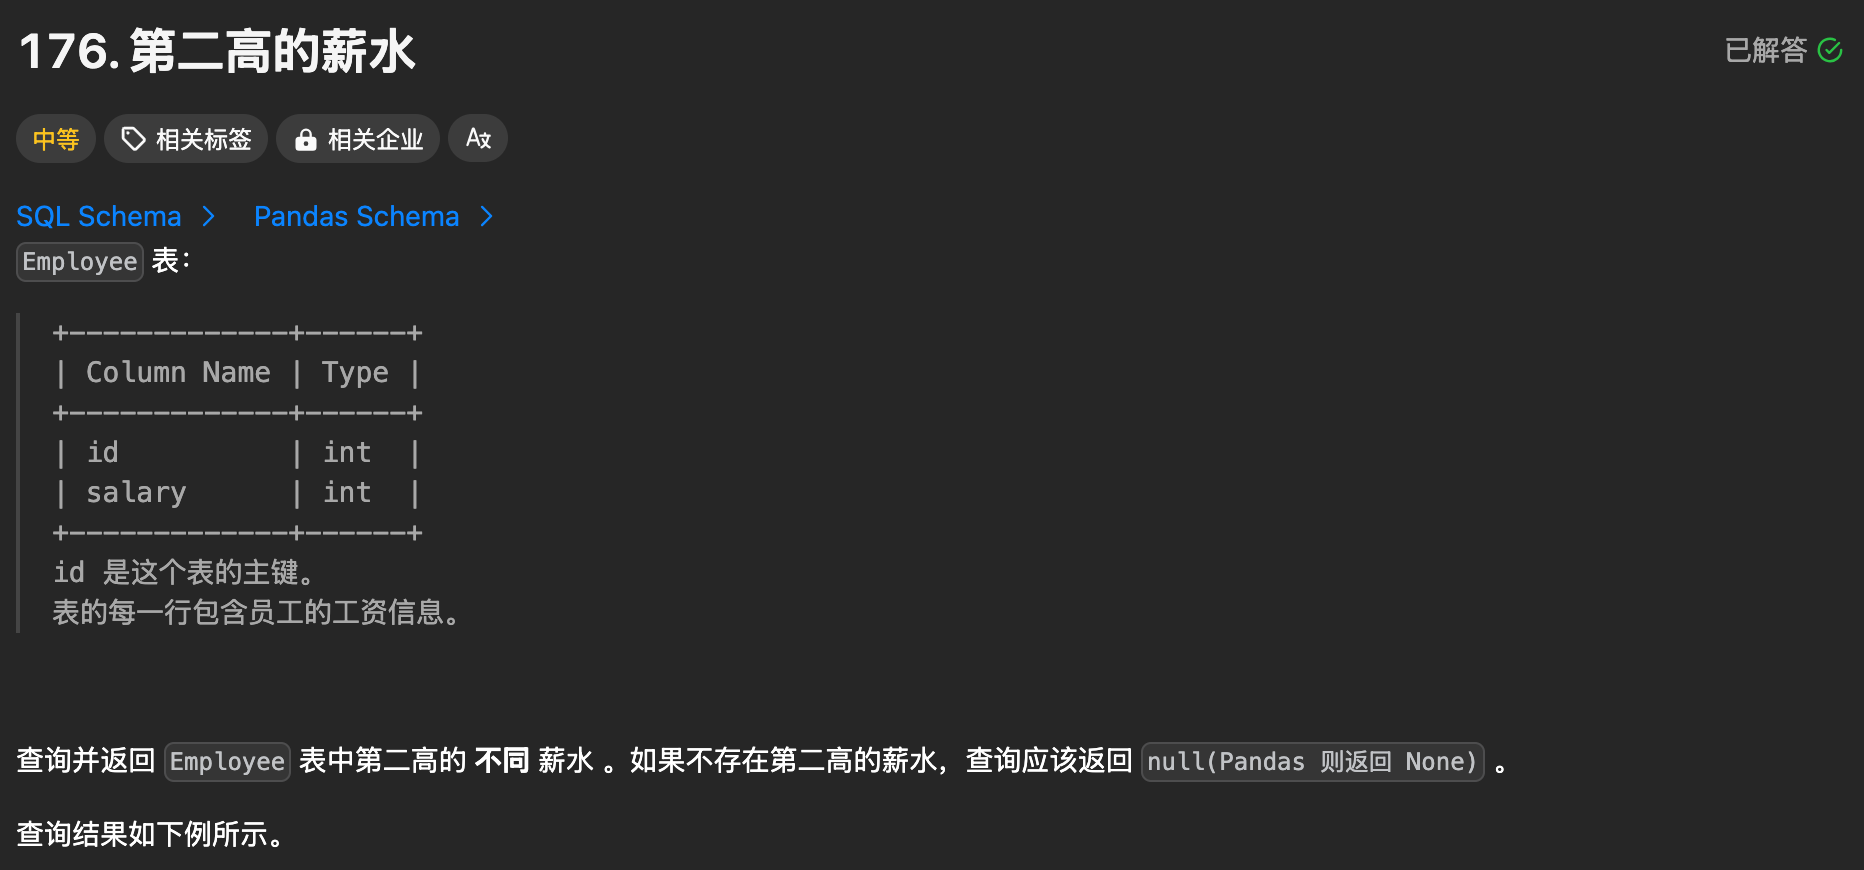 176. 第二高的薪水
已解答
中等
相关标签
相关企业
SQL Schema
Pandas Schema
Employee 表：
+-------------+------+
| Column Name | Type |
+-------------+------+
| id          | int  |
| salary      | int  |
+-------------+------+
id 是这个表的主键。
表的每一行包含员工的工资信息。
查询并返回 Employee 表中第二高的 不同 薪水 。如果不存在第二高的薪水，查询应该返回 null(Pandas 则返回 None) 。
查询结果如下例所示。